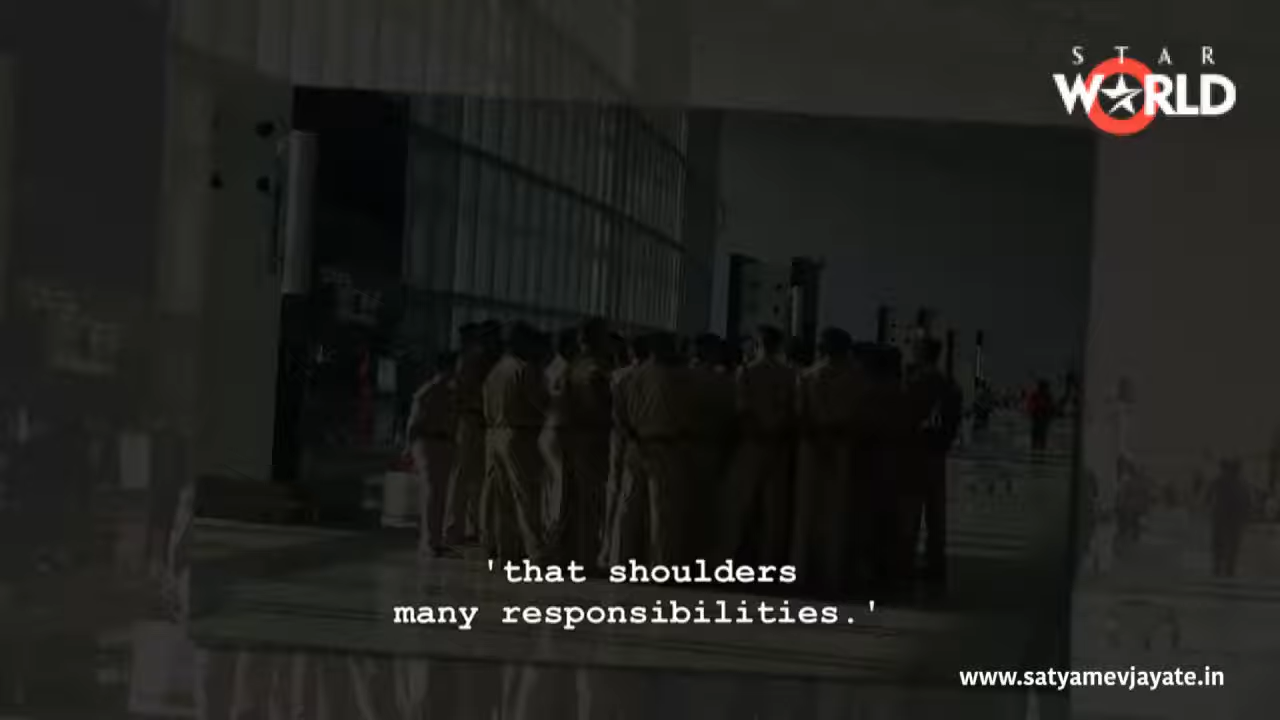 STAR
WORLD
'that shoulders
many responsibilities.'
www.satyamevjayate.in